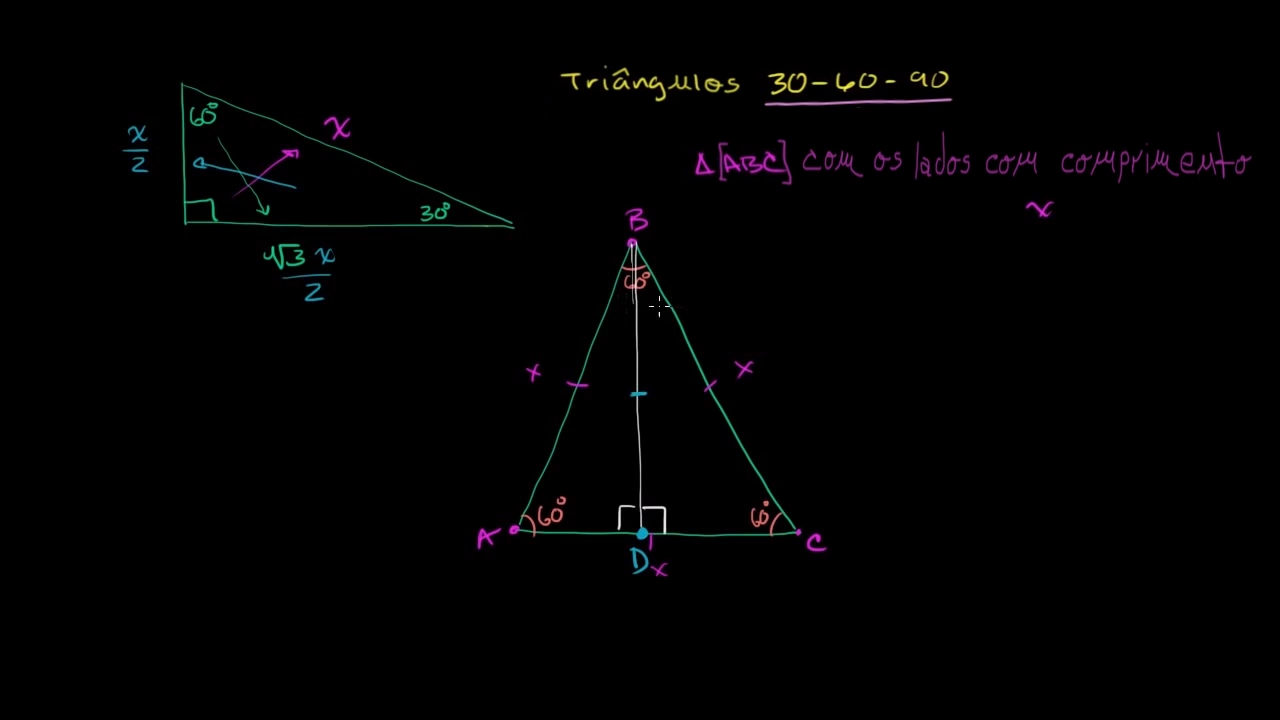 Triângulos 30-60-90
Δ[ABC] com os lados com comprimento
x
60°
x
x
2
30°
√3 x
2
B
60°
x
x
A
60°
60°
C
D
x